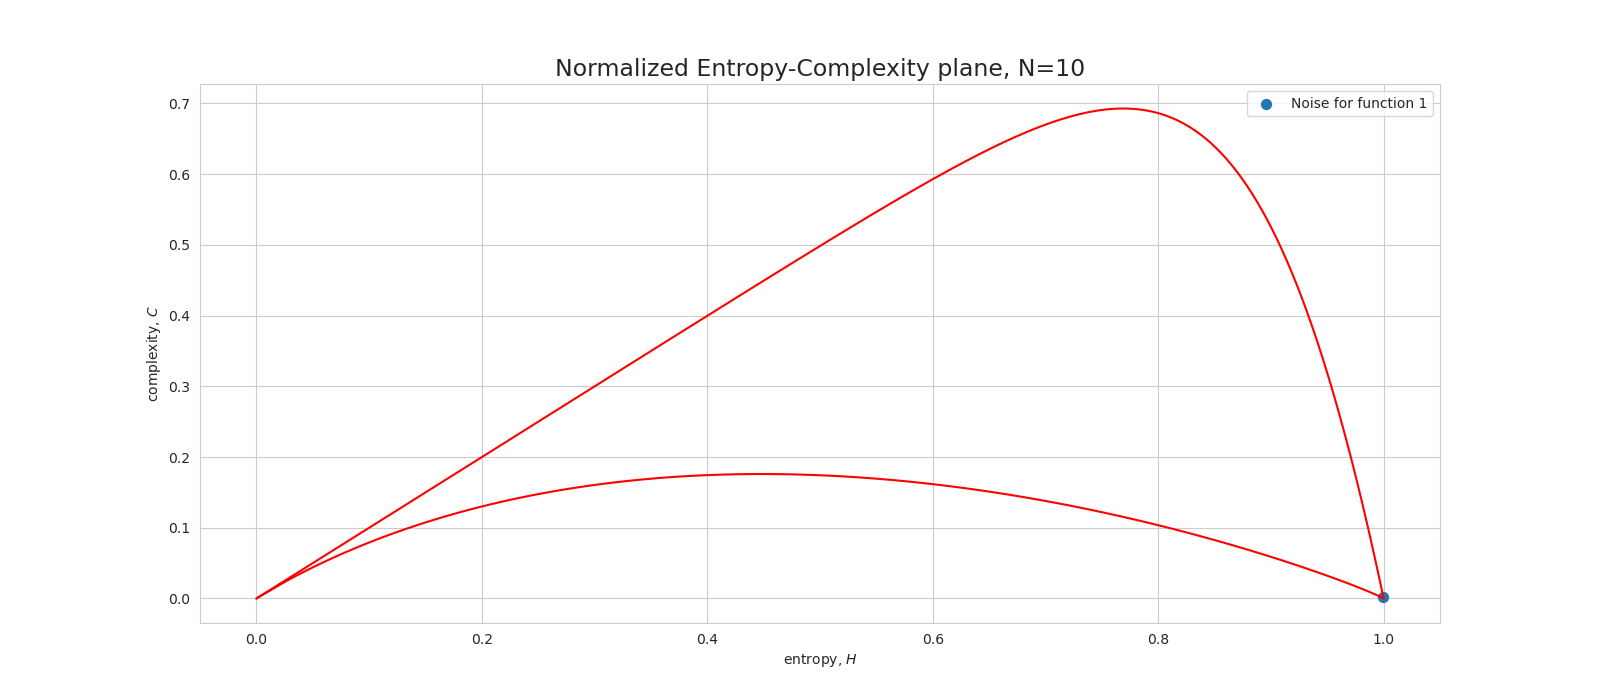 Normalized Entropy-Complexity plane, N=10
Noise for function 1
complexity, C
0.7
0.6
0.5
0.4
0.3
0.2
0.1
0.0
0.0 0.2 0.4 0.6 0.8 1.0
entropy, H